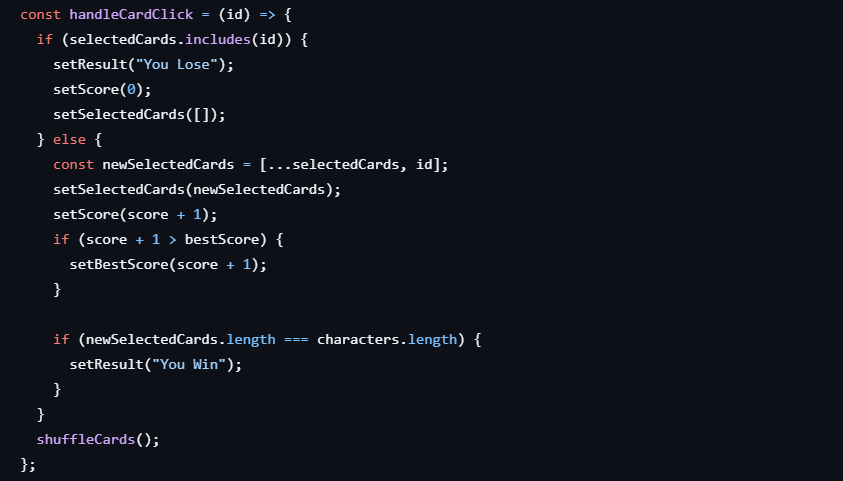 const handleCardClick = (id) => {
  if (selectedCards.includes(id)) {
    setResult("You Lose");
    setScore(0);
    setSelectedCards([]);
  } else {
    const newSelectedCards = [...selectedCards, id];
    setSelectedCards(newSelectedCards);
    setScore(score + 1);
    if (score + 1 > bestScore) {
      setBestScore(score + 1);
    }

    if (newSelectedCards.length === characters.length) {
      setResult("You Win");
    }
  }
  shuffleCards();
};